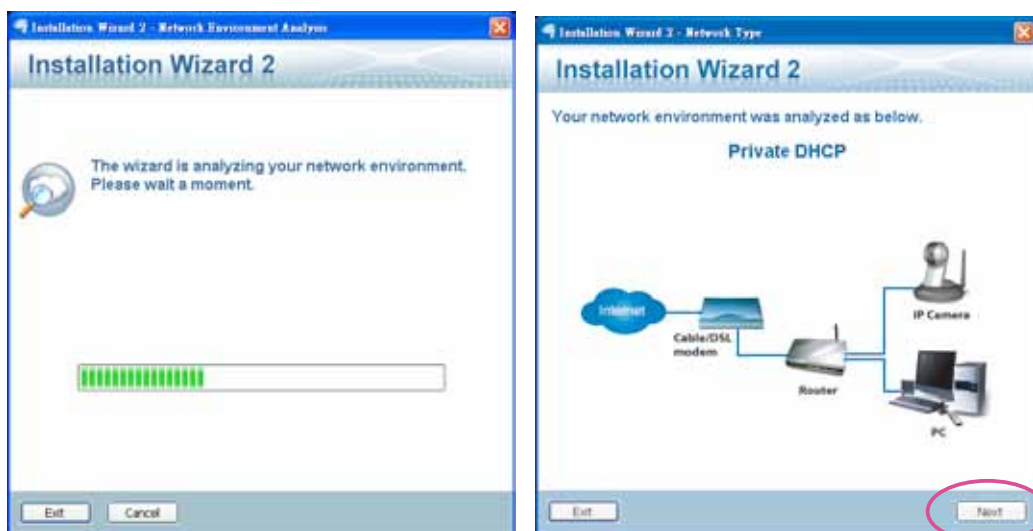 Installation Wizard 2 - Network Environment Analysis
Installation Wizard 2
The wizard is analyzing your network environment.
Please wait a moment.
Exit
Cancel
Installation Wizard 2 - Network Type
Installation Wizard 2
Your network environment was analyzed as below.
Private DHCP
Internet
Cable/DSL
modem
Router
IP Camera
PC
Exit
Next